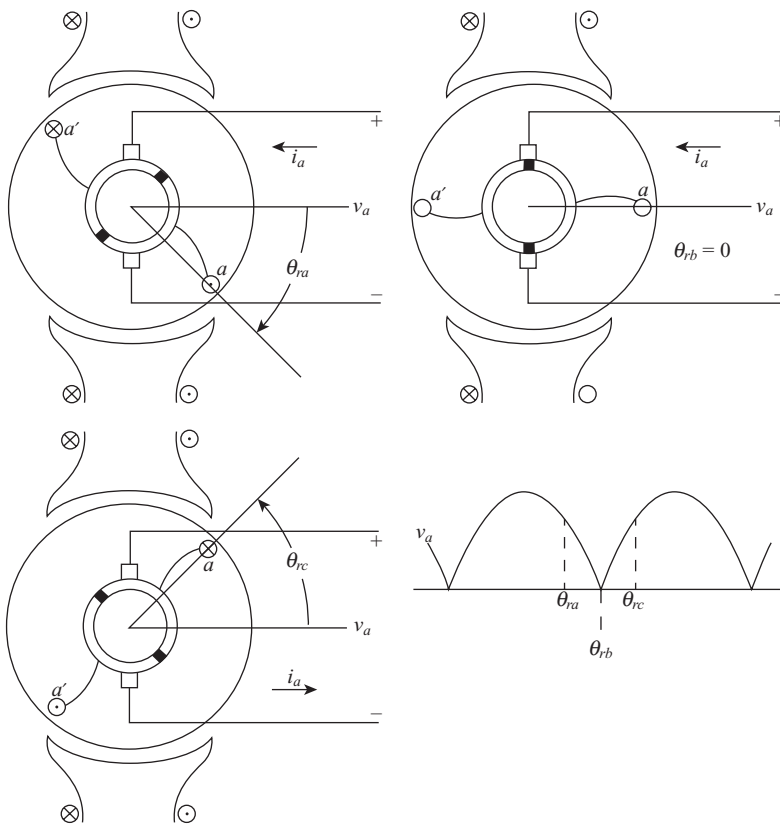 a′
+
i_a
v_a
θ_ra
a
−
a′
+
i_a
a
v_a
θ_rb = 0
−
+
a
θ_rc
v_a
a′
i_a
−
v_a
θ_ra
θ_rc
θ_rb